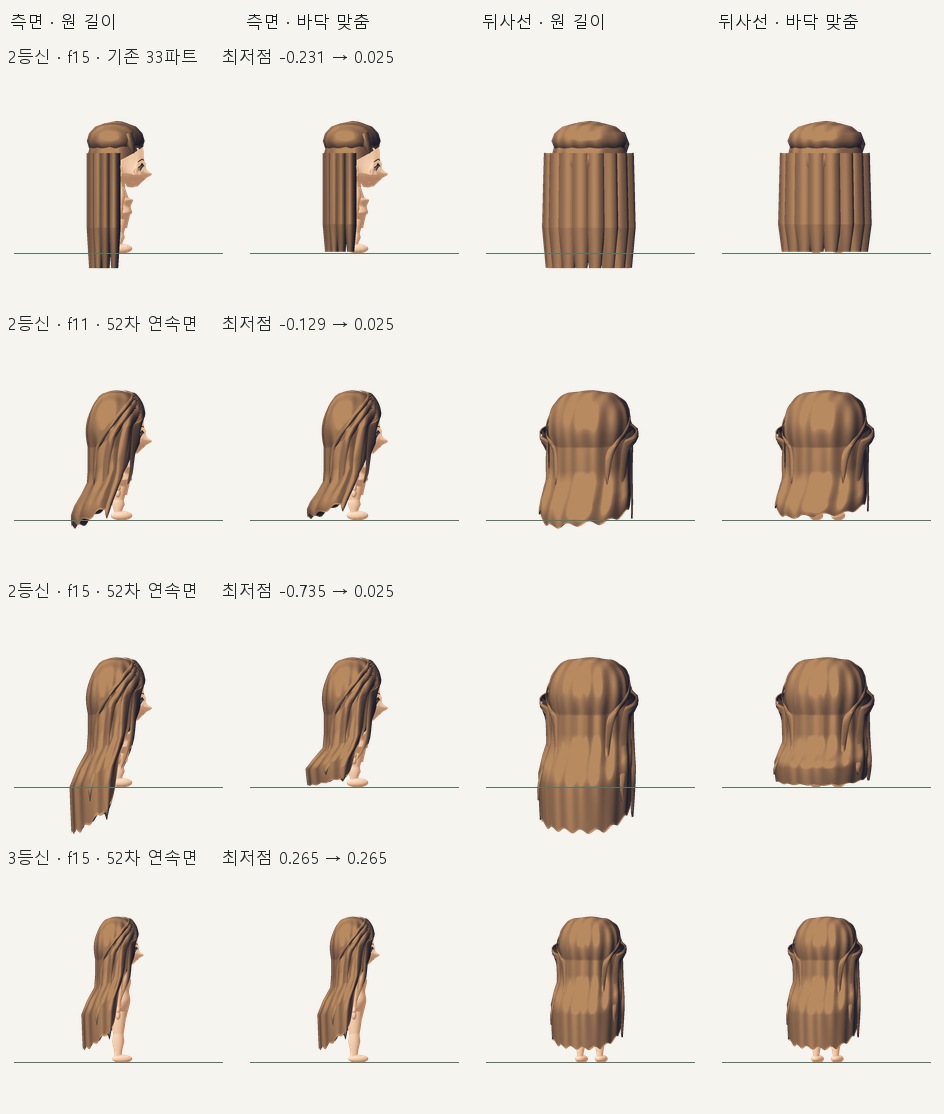 측면 · 원 길이 측면 · 바닥 맞춤 뒤사선 · 원 길이 뒤사선 · 바닥 맞춤
2등신 · f15 · 기존 33파트 최저점 -0.231 → 0.025
2등신 · f11 · 52차 연속면 최저점 -0.129 → 0.025
2등신 · f15 · 52차 연속면 최저점 -0.735 → 0.025
3등신 · f15 · 52차 연속면 최저점 0.265 → 0.265